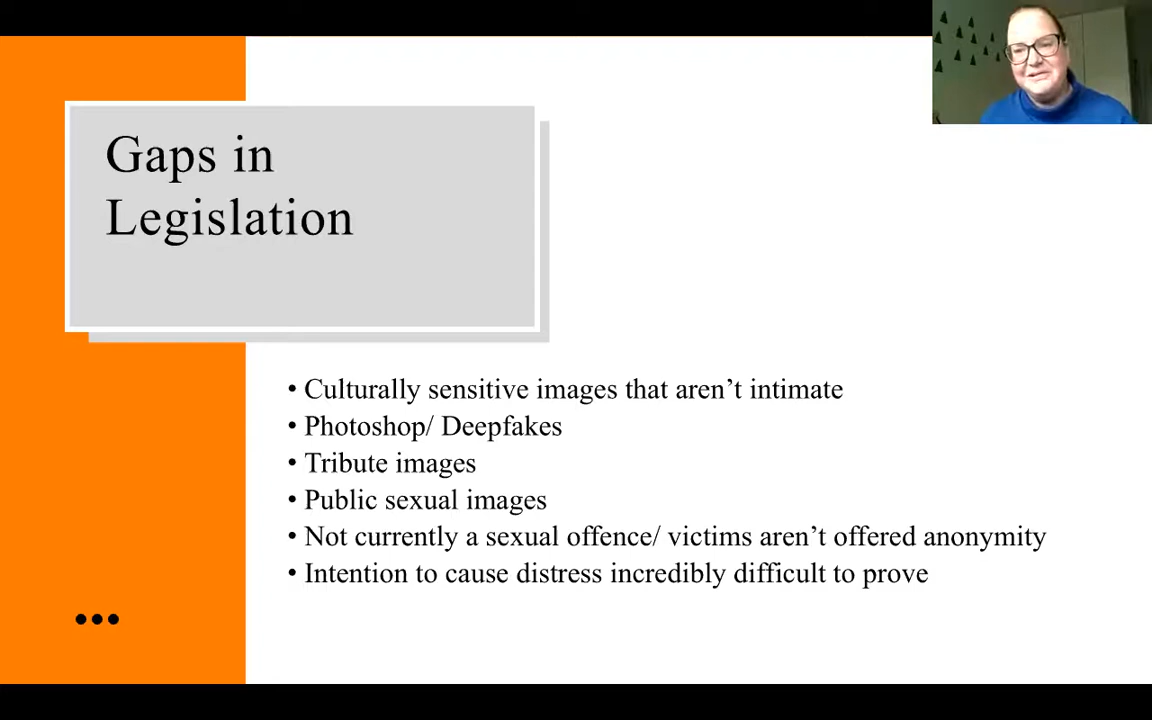 Gaps in
Legislation
• Culturally sensitive images that aren’t intimate
• Photoshop/ Deepfakes
• Tribute images
• Public sexual images
• Not currently a sexual offence/ victims aren’t offered anonymity
• Intention to cause distress incredibly difficult to prove